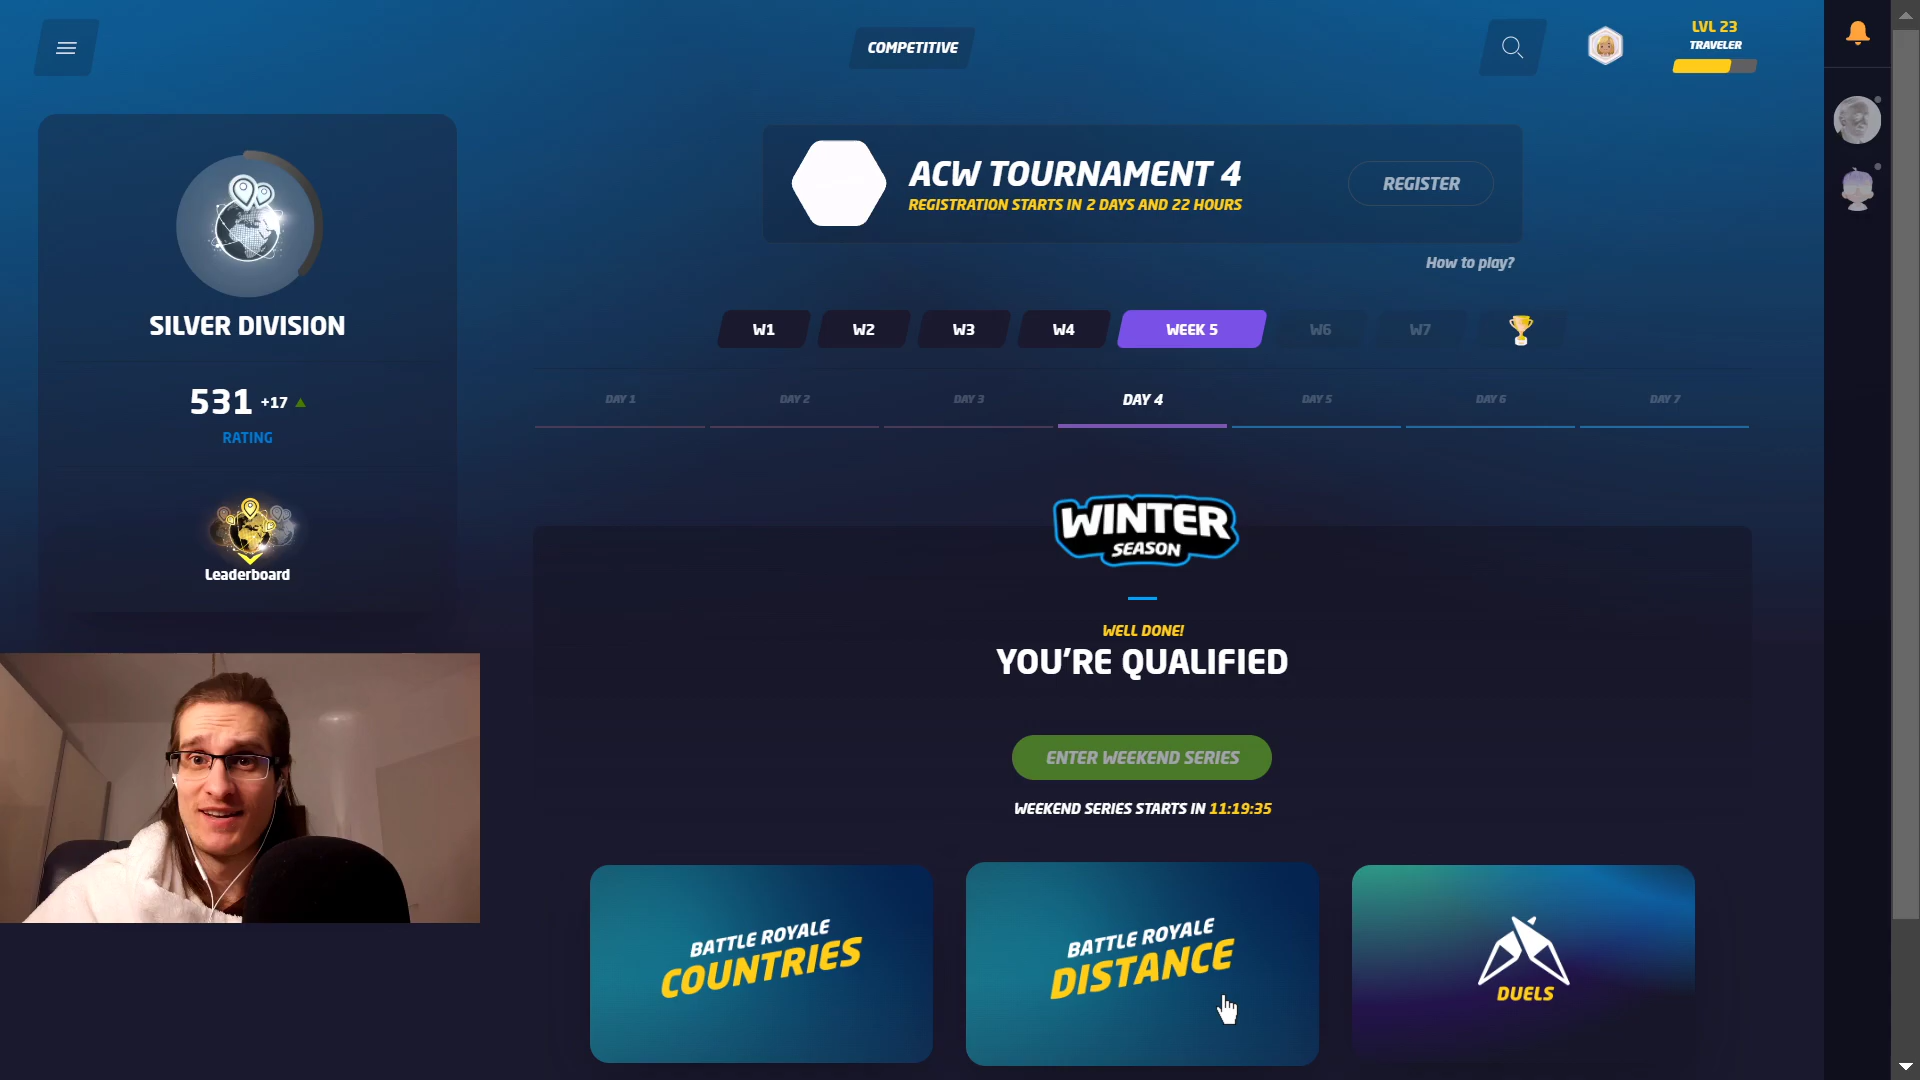 COMPETITIVE
LVL 23
TRAVELER
SILVER DIVISION
531 +17
RATING
Leaderboard
ACW TOURNAMENT 4
REGISTRATION STARTS IN 2 DAYS AND 22 HOURS
REGISTER
How to play?
W1 W2 W3 W4 WEEK 5 W6 W7
DAY 1 DAY 2 DAY 3 DAY 4 DAY 5 DAY 6 DAY 7
WINTER
SEASON
WELL DONE!
YOU'RE QUALIFIED
ENTER WEEKEND SERIES
WEEKEND SERIES STARTS IN 11:19:35
BATTLE ROYALE
COUNTRIES
BATTLE ROYALE
DISTANCE
DUELS